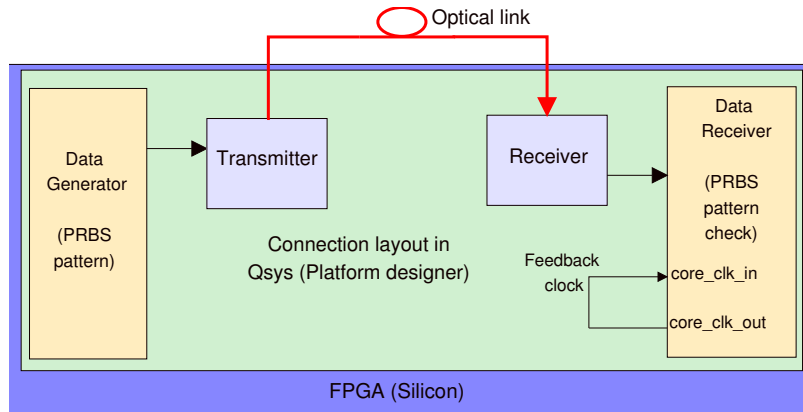 Optical link
Data
Generator
(PRBS
pattern)
Transmitter
Receiver
Data
Receiver
(PRBS
pattern
check)
Connection layout in
Qsys (Platform designer)
Feedback
clock
core_clk_in
core_clk_out
FPGA (Silicon)